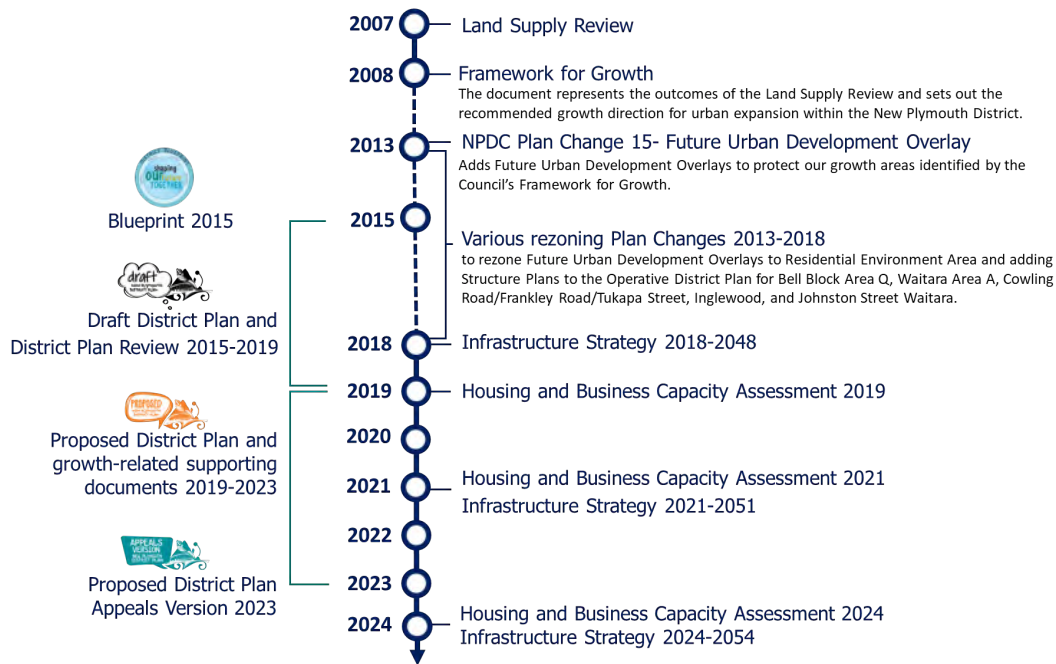 2007
Land Supply Review
2008
Framework for Growth
The document represents the outcomes of the Land Supply Review and sets out the
recommended growth direction for urban expansion within the New Plymouth District.
2013
NPDC Plan Change 15- Future Urban Development Overlay
Adds Future Urban Development Overlays to protect our growth areas identified by the
Council's Framework for Growth.
shaping
our
TOGETHER
Blueprint 2015
2015
Various rezoning Plan Changes 2013-2018
to rezone Future Urban Development Overlays to Residential Environment Area and adding
Structure Plans to the Operative District Plan for Bell Block Area Q, Waitara Area A, Cowling
Road/Frankley Road/Tukapa Street, Inglewood, and Johnston Street Waitara.
draft
Draft District Plan and
District Plan Review 2015-2019
2018
Infrastructure Strategy 2018-2048
2019
Housing and Business Capacity Assessment 2019
PROPOSED
Proposed District Plan and
growth-related supporting
documents 2019-2023
2020
2021
Housing and Business Capacity Assessment 2021
Infrastructure Strategy 2021-2051
2022
APPEALS
VERSION
Proposed District Plan
Appeals Version 2023
2023
2024
Housing and Business Capacity Assessment 2024
Infrastructure Strategy 2024-2054